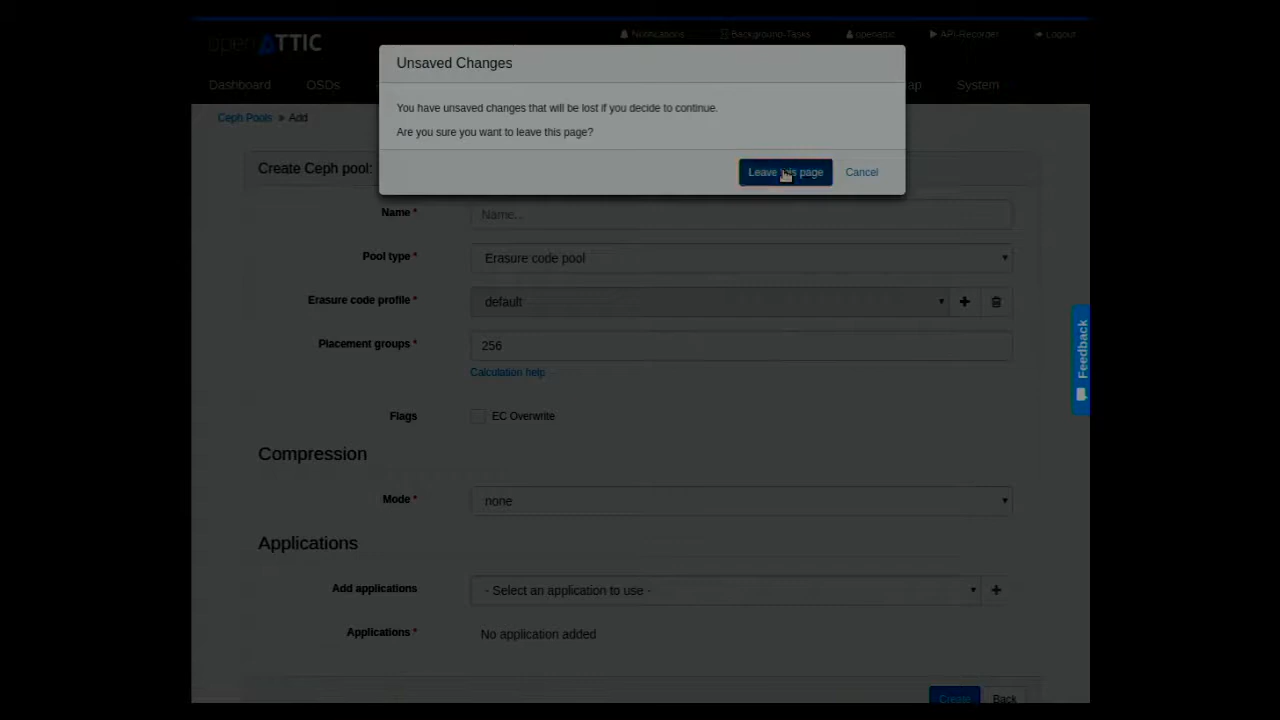 openATTIC
Notifications Background-Tasks openattic API-Recorder Logout
Dashboard OSDs System
Ceph Pools » Add
Unsaved Changes
You have unsaved changes that will be lost if you decide to continue.
Are you sure you want to leave this page?
Leave this page Cancel
Create Ceph pool:
Name *
Name...
Pool type *
Erasure code pool
Erasure code profile *
default
Placement groups *
256
Calculation help
Flags
EC Overwrite
Compression
Mode *
none
Applications
Add applications
- Select an application to use -
Applications *
No application added
Create Back
Feedback